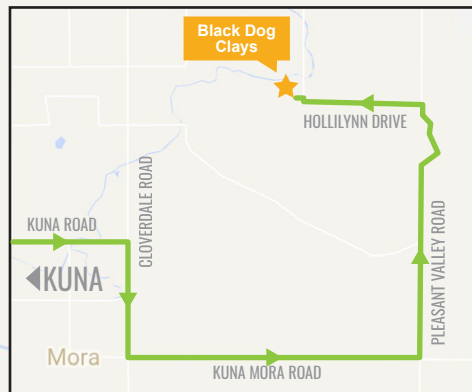 Black Dog
Clays
HOLLILYNN DRIVE
CLOVERDALE ROAD
KUNA ROAD
PLEASANT VALLEY ROAD
KUNA
Mora
KUNA MORA ROAD